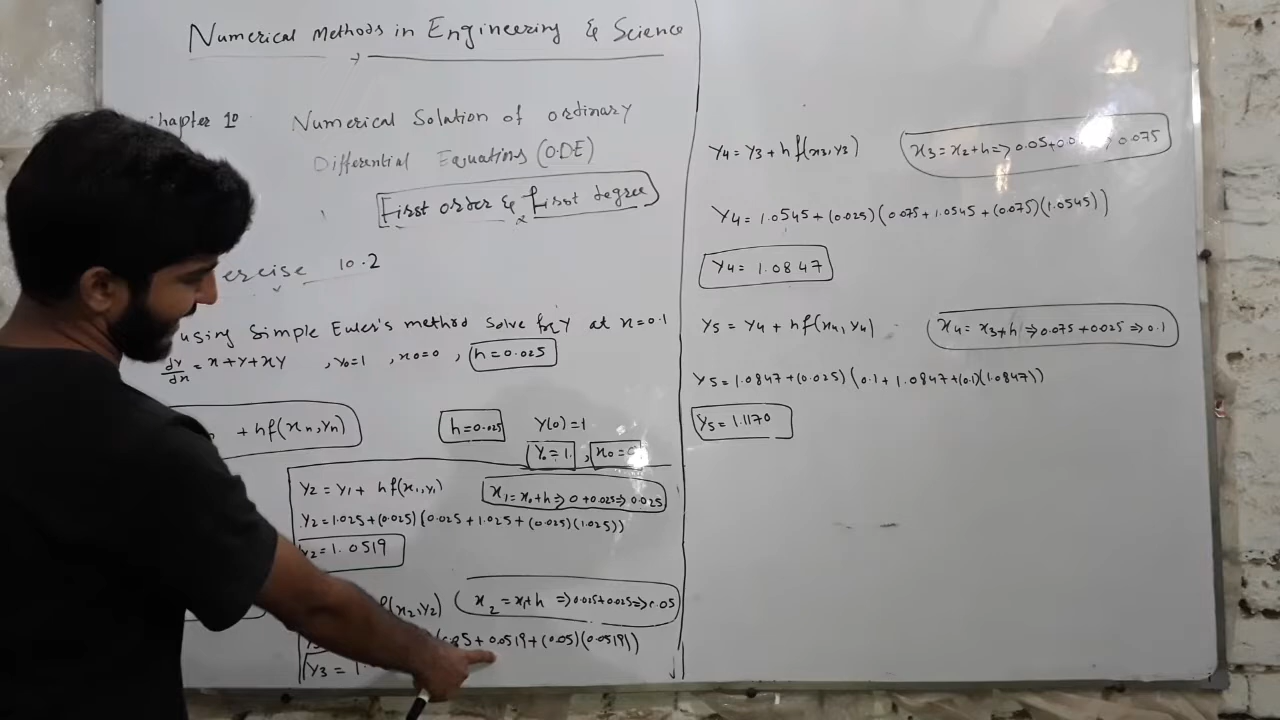 Numerical Methods in Engineering & Science
hapter 10 Numerical Solution of ordinary
Differential Equations (O.D.E)
First order & first degree
ercise 10.2
using simple Euler's method solve for Y at x=0.1
dy/dx = x+y+xy , y₀=1 , x₀=0 , h=0.025
+hf(xₙ,yₙ) h=0.025 Y(0)=1
Y₀=1. , x₀=0
Y₂ = Y₁ + hf(x₁,y₁) x₁=x₀+h⇒0+0.025⇒0.025
Y₂=1.025+(0.025)(0.025+1.025+(0.025)(1.025))
Y₂=1.0519
f(x₂,y₂) x₂=x₁+h ⇒0.025+0.025⇒0.05
+0.0519+(0.05)(0.0519))
Y₃ = 1.
Y₄=Y₃+hf(x₃,y₃) x₃=x₂+h⇒0.05+0.0 ⇒0.075
Y₄=1.0545+(0.025)(0.075+1.0545+(0.075)(1.0545))
Y₄=1.0847
Y₅=Y₄+hf(x₄,y₄) x₄=x₃+h⇒0.075+0.025⇒0.1
Y₅=1.0847+(0.025)(0.1+1.0847+(0.1)(1.0847))
Y₅=1.1170